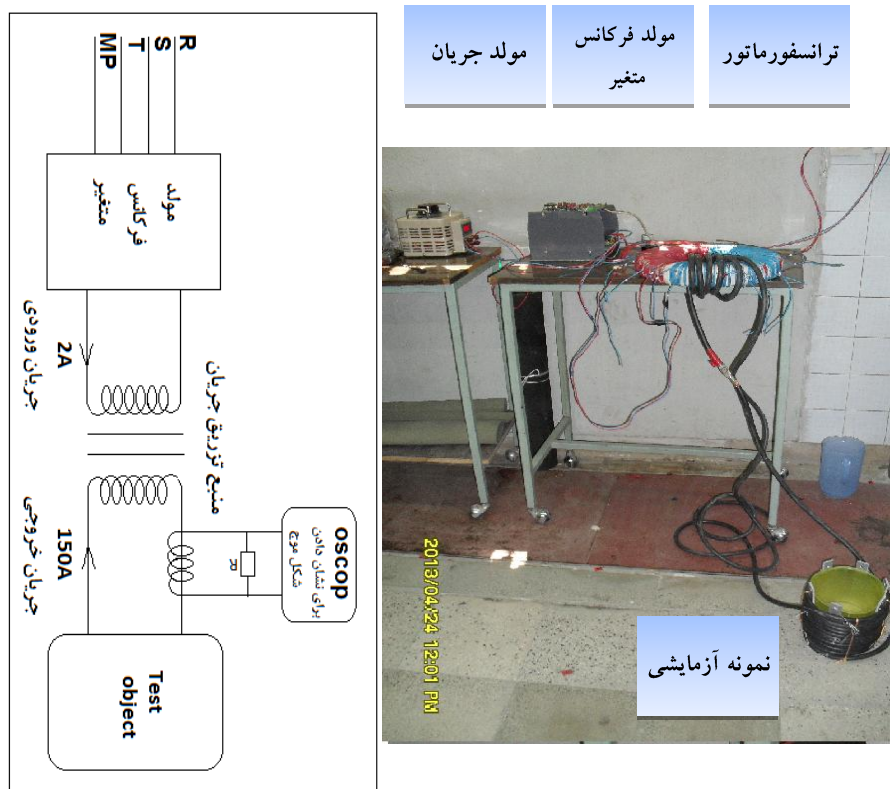 ترانسفورماتور
مولد فرکانس
متغیر
مولد جریان
نمونه آزمایشی
2013/04/24 12:01 PM
R
S
T
MP
مولد
فرکانس
متغیر
2A
جریان ورودی
منبع تزریق جریان
150A
جریان خروجی
R
oscop
برای نشان دادن
شکل موج
Test
object